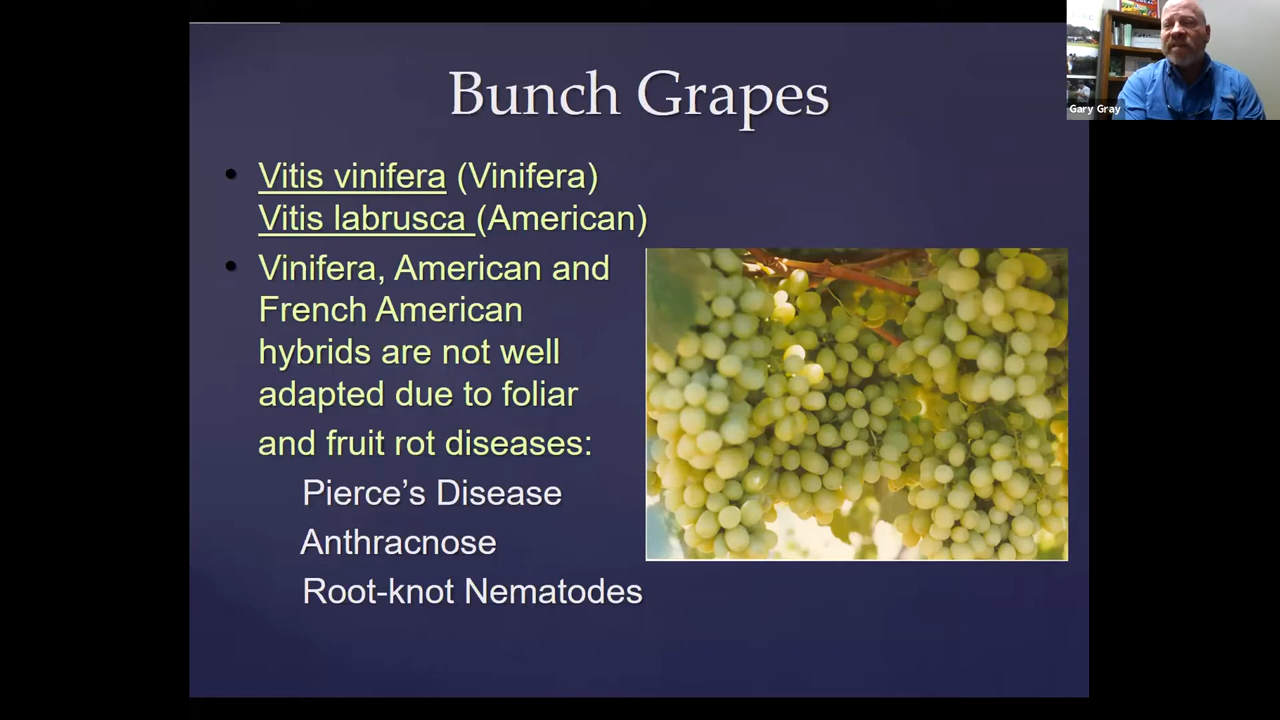 Bunch Grapes
• Vitis vinifera (Vinifera)
Vitis labrusca (American)
• Vinifera, American and
French American
hybrids are not well
adapted due to foliar
and fruit rot diseases:
Pierce’s Disease
Anthracnose
Root-knot Nematodes
Gary Gray